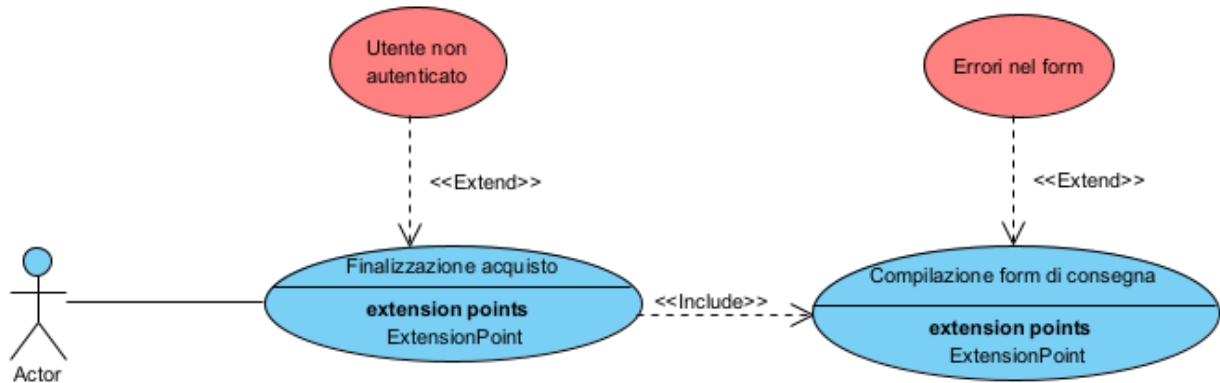 Utente non
autenticato
Errori nel form
<<Extend>>
<<Extend>>
Finalizzazione acquisto
extension points
ExtensionPoint
<<Include>>
Compilazione form di consegna
extension points
ExtensionPoint
Actor